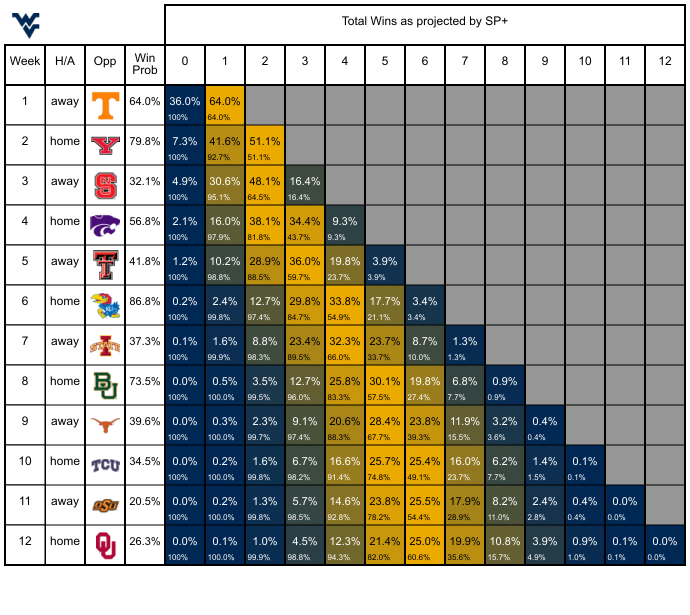 WV
Total Wins as projected by SP+
Week H/A Opp Win Prob 0 1 2 3 4 5 6 7 8 9 10 11 12
1 away T 64.0% 36.0% 64.0%
100% 64.0%
2 home Y 79.8% 7.3% 41.6% 51.1%
100% 92.7% 51.1%
3 away S 32.1% 4.9% 30.6% 48.1% 16.4%
100% 95.1% 64.5% 16.4%
4 home 56.8% 2.1% 16.0% 38.1% 34.4% 9.3%
100% 97.9% 81.8% 43.7% 9.3%
5 away T 41.8% 1.2% 10.2% 28.9% 36.0% 19.8% 3.9%
100% 98.8% 88.5% 59.7% 23.7% 3.9%
6 home KU 86.8% 0.2% 2.4% 12.7% 29.8% 33.8% 17.7% 3.4%
100% 99.8% 97.4% 84.7% 54.9% 21.1% 3.4%
7 away STATE 37.3% 0.1% 1.6% 8.8% 23.4% 32.3% 23.7% 8.7% 1.3%
100% 99.9% 98.3% 89.5% 66.0% 33.7% 10.0% 1.3%
8 home BU 73.5% 0.0% 0.5% 3.5% 12.7% 25.8% 30.1% 19.8% 6.8% 0.9%
100% 100.0% 99.5% 96.0% 83.3% 57.5% 27.4% 7.7% 0.9%
9 away 39.6% 0.0% 0.3% 2.3% 9.1% 20.6% 28.4% 23.8% 11.9% 3.2% 0.4%
100% 100.0% 99.7% 97.4% 88.3% 67.7% 39.3% 15.5% 3.6% 0.4%
10 home TCU 34.5% 0.0% 0.2% 1.6% 6.7% 16.6% 25.7% 25.4% 16.0% 6.2% 1.4% 0.1%
100% 100.0% 99.8% 98.2% 91.4% 74.8% 49.1% 23.7% 7.7% 1.5% 0.1%
11 away OSU 20.5% 0.0% 0.2% 1.3% 5.7% 14.6% 23.8% 25.5% 17.9% 8.2% 2.4% 0.4% 0.0%
100% 100.0% 99.8% 98.5% 92.8% 78.2% 54.4% 28.9% 11.0% 2.8% 0.4% 0.0%
12 home OU 26.3% 0.0% 0.1% 1.0% 4.5% 12.3% 21.4% 25.0% 19.9% 10.8% 3.9% 0.9% 0.1% 0.0%
100% 100.0% 99.9% 98.8% 94.3% 82.0% 60.6% 35.6% 15.7% 4.9% 1.0% 0.1% 0.0%